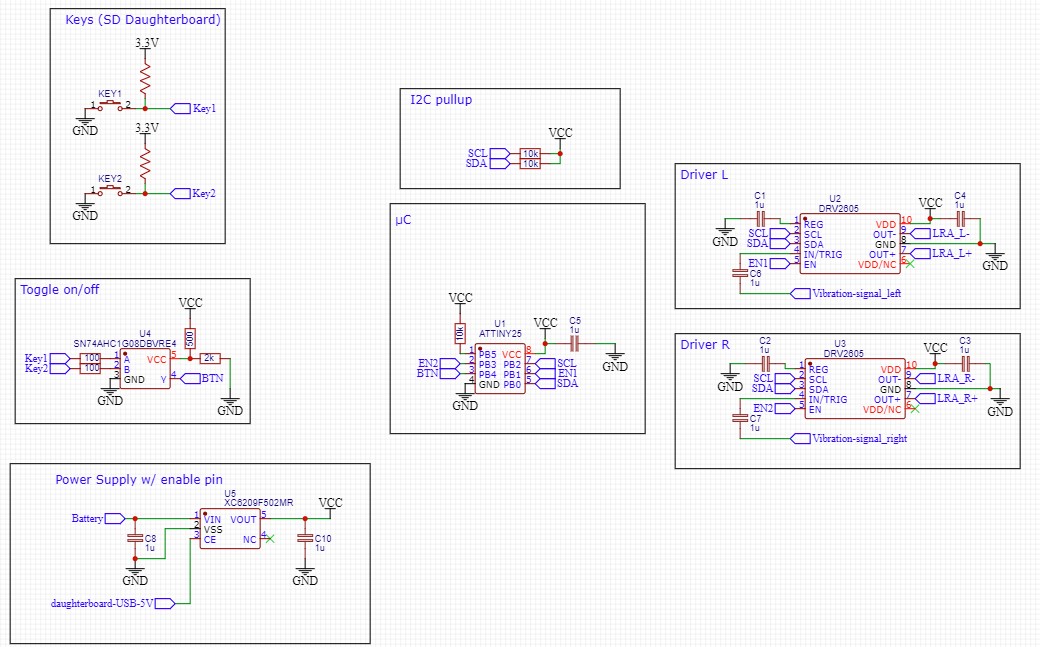 Keys (SD Daughterboard)
3.3V
KEY1
1 2
Key1
GND
3.3V
KEY2
1 2
Key2
GND
I2C pullup
VCC
SCL 10k
SDA 10k
Toggle on/off
VCC
U4
SN74AHC1G08DBVRE4
500
Key1 100 1 A VCC 5 2k
Key2 100 2 B
3 GND Y 4 BTN
GND
GND
µC
VCC
10k
U1
ATTINY25
VCC
C5
1u
1 PB5 VCC 8
EN2 2 PB3 PB2 7 SCL
BTN 3 PB4 PB1 6 EN1
4 GND PB0 5 SDA
GND
GND
Driver L
C1
1u
U2
DRV2605
VCC
C4
1u
1 REG VDD 10
SCL 2 SCL OUT- 9 LRA_L-
SDA 3 SDA GND 8
4 IN/TRIG OUT+ 7 LRA_L+
EN1 5 EN VDD/NC 6
GND
GND
C6
1u
Vibration-signal_left
Driver R
C2
1u
U3
DRV2605
VCC
C3
1u
1 REG VDD 10
SCL 2 SCL OUT- 9 LRA_R-
SDA 3 SDA GND 8
4 IN/TRIG OUT+ 7 LRA_R+
EN2 5 EN VDD/NC 6
GND
GND
C7
1u
Vibration-signal_right
Power Supply w/ enable pin
U5
XC6209F502MR
VCC
Battery 1 VIN VOUT 5
2 VSS
3 CE NC 4
C8
1u
C10
1u
GND
GND
daughterboard-USB-5V